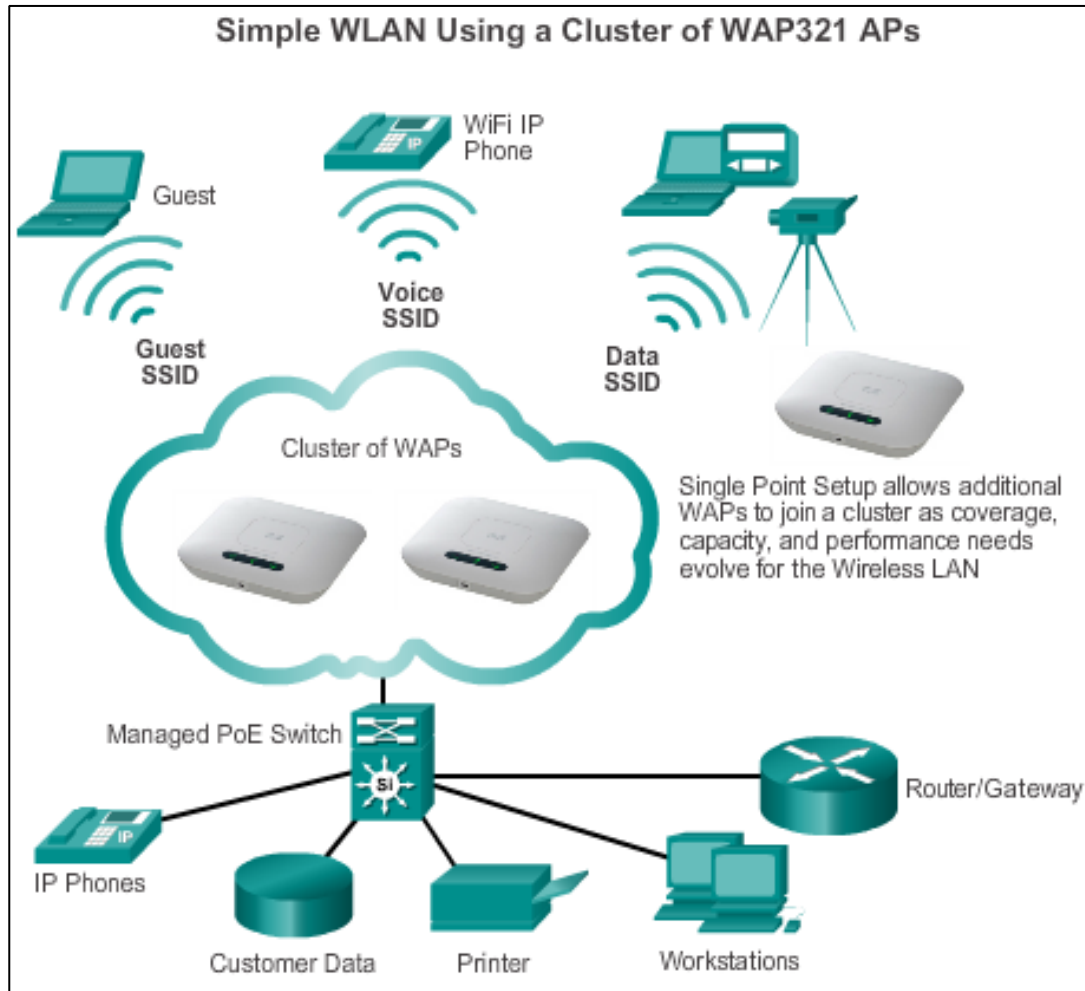 Simple WLAN Using a Cluster of WAP321 APs
WiFi IP
Phone
IP
Guest
Voice
SSID
Guest
SSID
Data
SSID
Cluster of WAPs
Single Point Setup allows additional
WAPs to join a cluster as coverage,
capacity, and performance needs
evolve for the Wireless LAN
Managed PoE Switch
Si
Router/Gateway
IP
IP Phones
Customer Data
Printer
Workstations